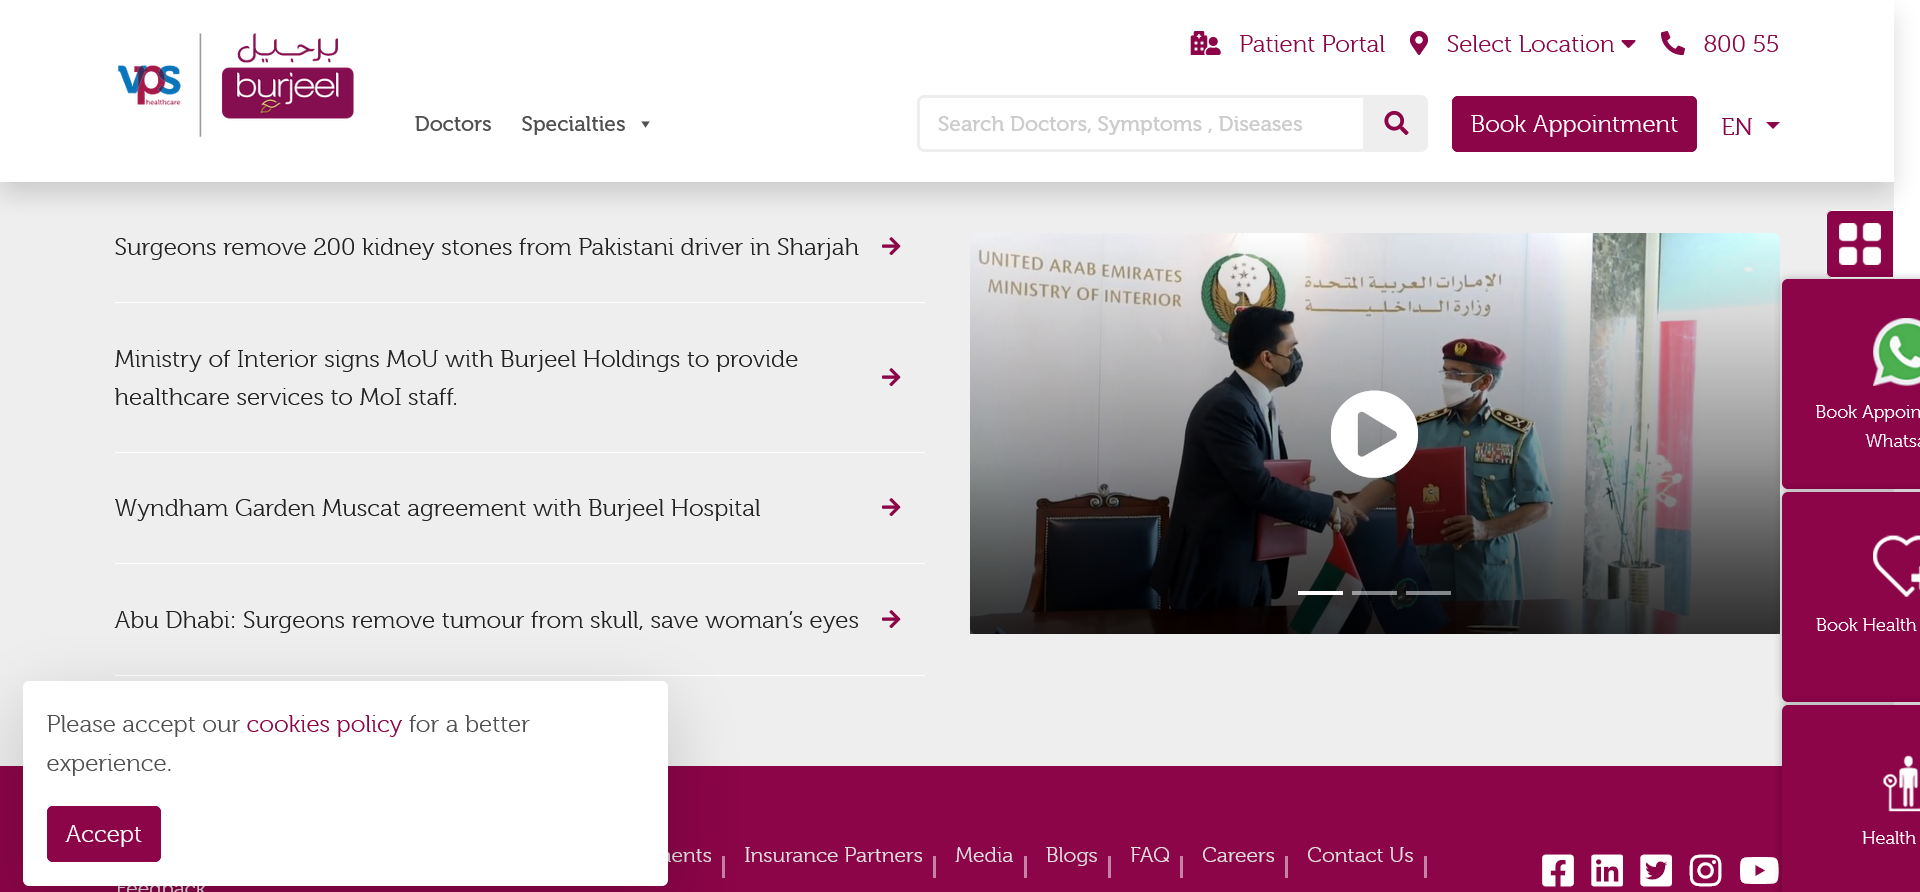 Patient Portal
Select Location
800 55
vps
healthcare
برجيل
burjeel
Doctors
Specialties
Search Doctors, Symptoms , Diseases
Book Appointment
EN
Surgeons remove 200 kidney stones from Pakistani driver in Sharjah
Ministry of Interior signs MoU with Burjeel Holdings to provide
healthcare services to MoI staff.
Wyndham Garden Muscat agreement with Burjeel Hospital
Abu Dhabi: Surgeons remove tumour from skull, save woman’s eyes
UNITED ARAB EMIRATES
MINISTRY OF INTERIOR
الإمارات العربية المتحدة
وزارة الداخلية
Book Appoin
Whatsa
Book Health
Health
Please accept our cookies policy for a better
experience.
Accept
nents
Insurance Partners
Media
Blogs
FAQ
Careers
Contact Us
Feedback